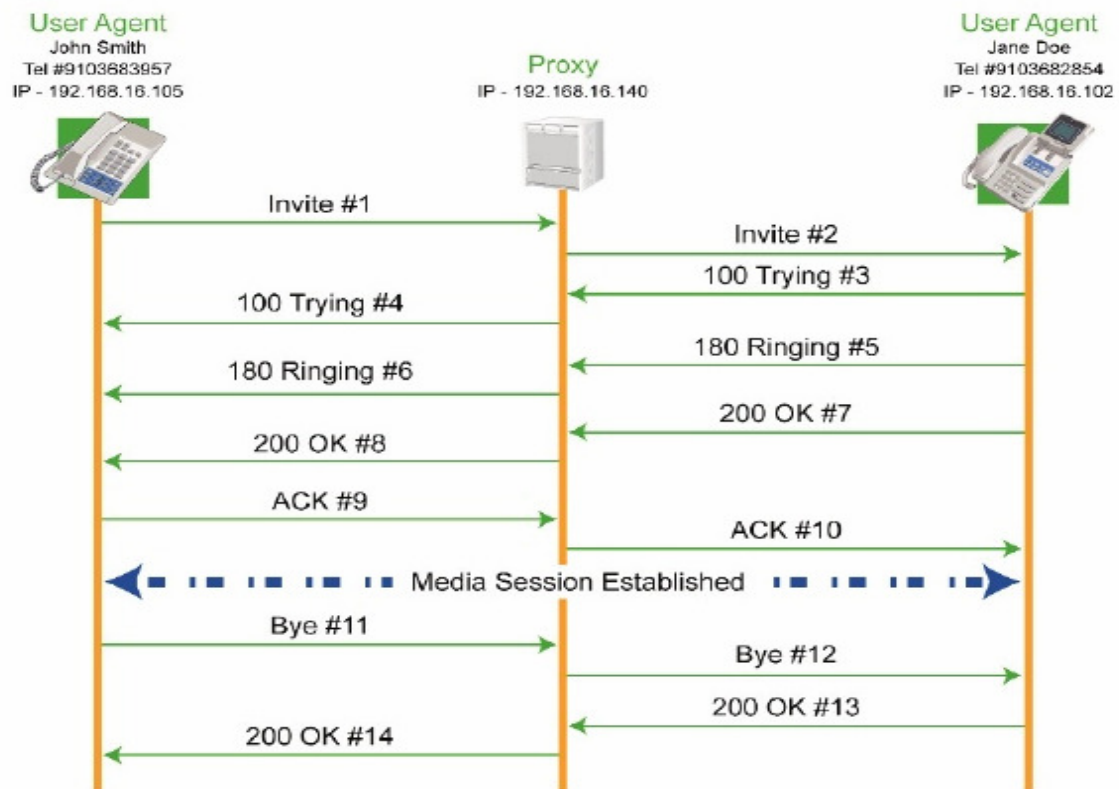 User Agent
John Smith
Tel #9103683957
IP - 192.168.16.105
Proxy
IP - 192.168.16.140
User Agent
Jane Doe
Tel #9103682854
IP - 192.168.16.102
Invite #1
Invite #2
100 Trying #3
100 Trying #4
180 Ringing #5
180 Ringing #6
200 OK #7
200 OK #8
ACK #9
ACK #10
Media Session Established
Bye #11
Bye #12
200 OK #13
200 OK #14